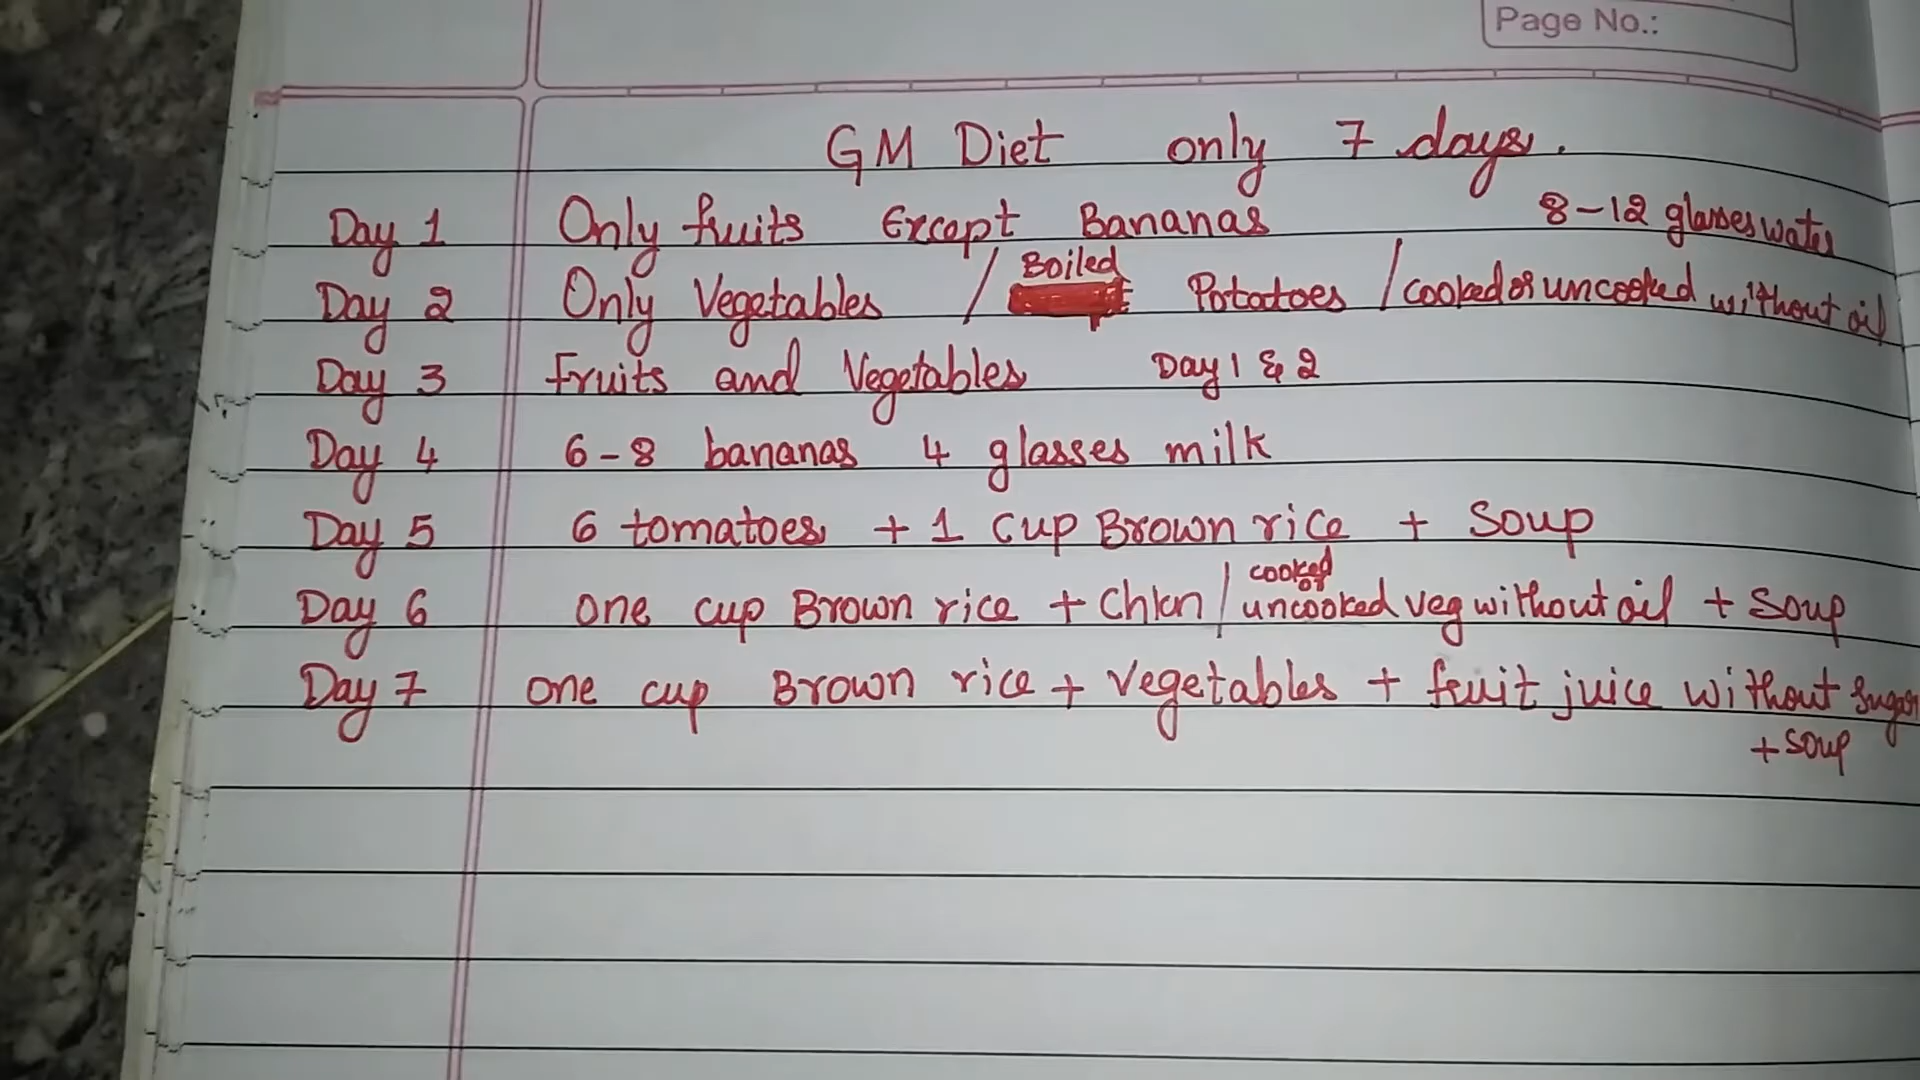 Page No.:
GM Diet only 7 days.
Day 1 Only fruits Except Bananas 8-12 glasses water
Day 2 Only Vegetables / Boiled Potatoes / cooked or uncooked without oil
Day 3 Fruits and Vegetables Day 1 & 2
Day 4 6-8 bananas 4 glasses milk
Day 5 6 tomatoes + 1 cup Brown rice + Soup
Day 6 one cup Brown rice + Chkn / cooked or uncooked veg without oil + Soup
Day 7 one cup Brown rice + Vegetables + fruit juice without Sugar
+ Soup